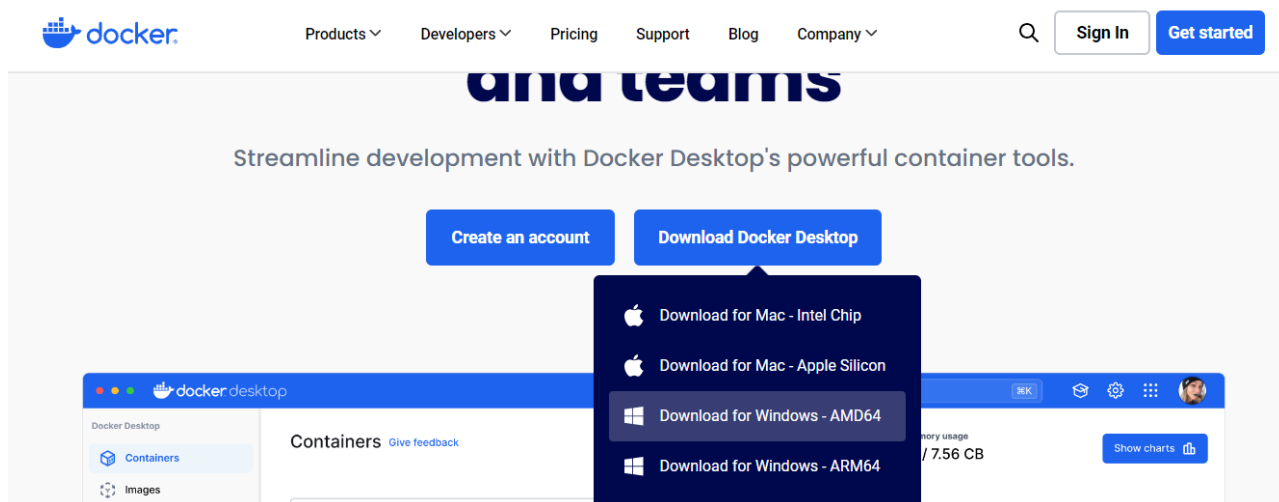 docker
Products
Developers
Pricing
Support
Blog
Company
Sign In
Get started
and teams
Streamline development with Docker Desktop's powerful container tools.
Create an account
Download Docker Desktop
Download for Mac - Intel Chip
Download for Mac - Apple Silicon
Download for Windows - AMD64
Download for Windows - ARM64
docker desktop
⌘K
Docker Desktop
Containers
Images
Containers Give feedback
/ 7.56 CB
Show charts